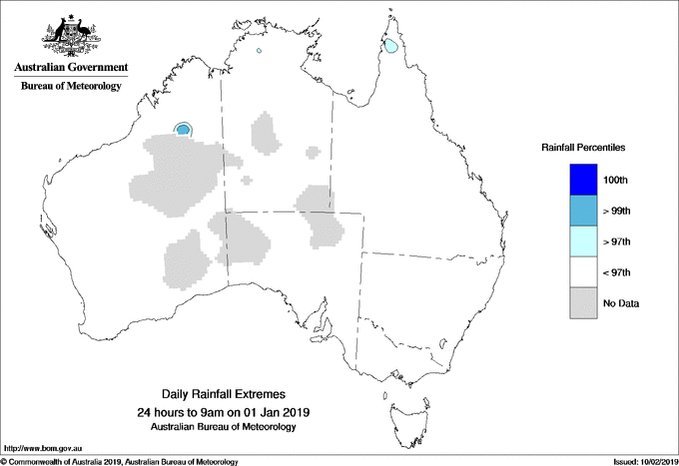 Australian Government
Bureau of Meteorology
Rainfall Percentiles
100th
> 99th
> 97th
< 97th
No Data
Daily Rainfall Extremes
24 hours to 9am on 01 Jan 2019
Australian Bureau of Meteorology
http://www.bom.gov.au
© Commonwealth of Australia 2019, Australian Bureau of Meteorology
Issued: 10/02/2019